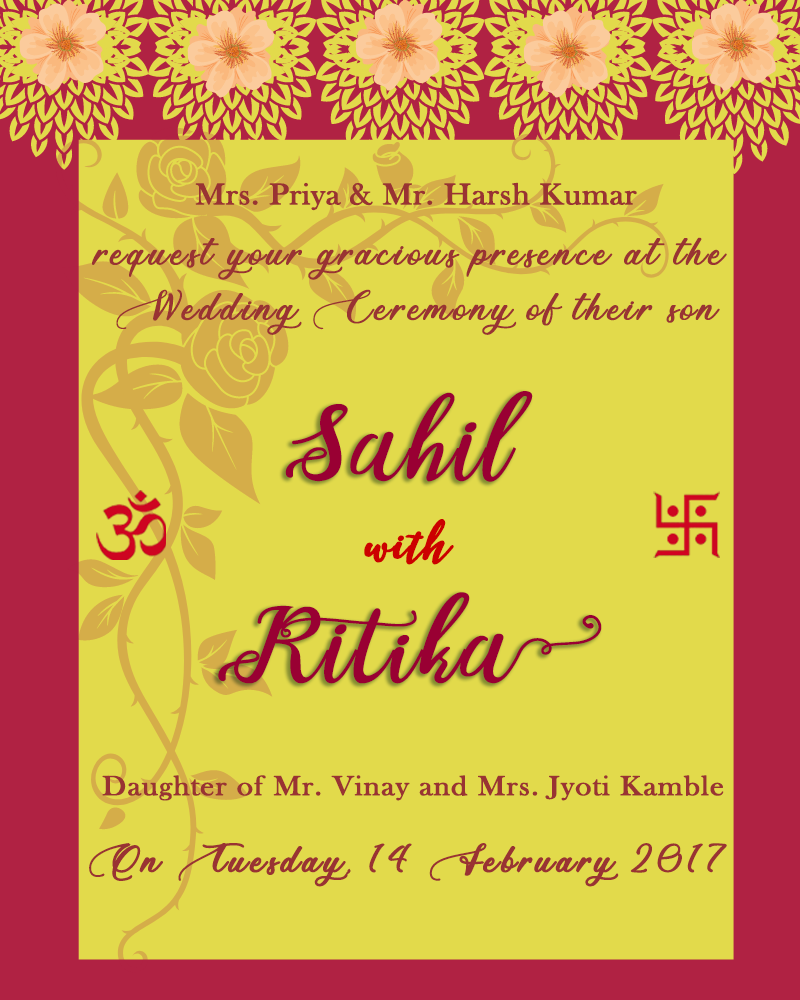 Mrs. Priya & Mr. Harsh Kumar
request your gracious presence at the
Wedding Ceremony of their son
Sahil
ॐ
with
Ritika
Daughter of Mr. Vinay and Mrs. Jyoti Kamble
On Tuesday, 14 February 2017